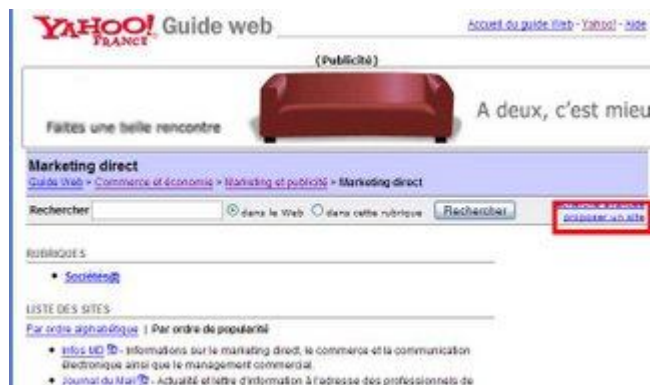 YAHOO! Guide web
FRANCE
Accueil du guide Web - Yahoo! - Aide
(Publicité)
Faites une belle rencontre
A deux, c'est mieu
Marketing direct
Guide Web > Commerce et économie > Marketing et publicité > Marketing direct
Rechercher dans le Web dans cette rubrique Rechercher
proposer un site
RUBRIQUES
Sociétés@
LISTE DES SITES
Par ordre alphabétique | Par ordre de popularité
Infos MD - Informations sur le marketing direct, le commerce et la communication
électronique ainsi que le management commercial.
Journal du Mail - Actualité et lettre d'information à l'adresse des professionnels de